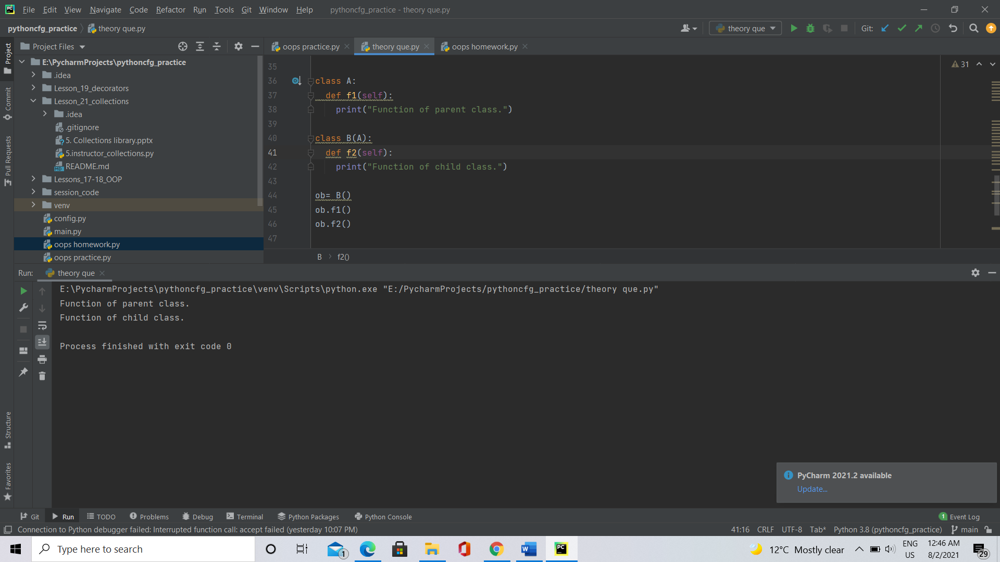 File Edit View Navigate Code Refactor Run Tools Git Window Help pythoncfg_practice - theory que.py
pythoncfg_practice theory que.py theory que Git:
Project Files
oops practice.py theory que.py oops homework.py
Project
Commit
Pull Requests
Structure
Favorites
E:\PycharmProjects\pythoncfg_practice
.idea
Lesson_19_decorators
Lesson_21_collections
.idea
.gitignore
5. Collections library.pptx
5.instructor_collections.py
README.md
Lessons_17-18_OOP
session_code
venv
config.py
main.py
oops homework.py
oops practice.py
31
35
36 class A:
37 def f1(self):
38 print("Function of parent class.")
39
40 class B(A):
41 def f2(self):
42 print("Function of child class.")
43
44 ob= B()
45 ob.f1()
46 ob.f2()
47
B f2()
Run: theory que
E:\PycharmProjects\pythoncfg_practice\venv\Scripts\python.exe "E:/PycharmProjects/pythoncfg_practice/theory que.py"
Function of parent class.
Function of child class.
Process finished with exit code 0
PyCharm 2021.2 available
Update...
Git Run TODO Problems Debug Terminal Python Packages Python Console 1 Event Log
Connection to Python debugger failed: Interrupted function call: accept failed (yesterday 10:07 PM) 41:16 CRLF UTF-8 Tab* Python 3.8 (pythoncfg_practice) main
Type here to search
1
12°C Mostly clear
ENG
US
12:46 AM
8/2/2021
29